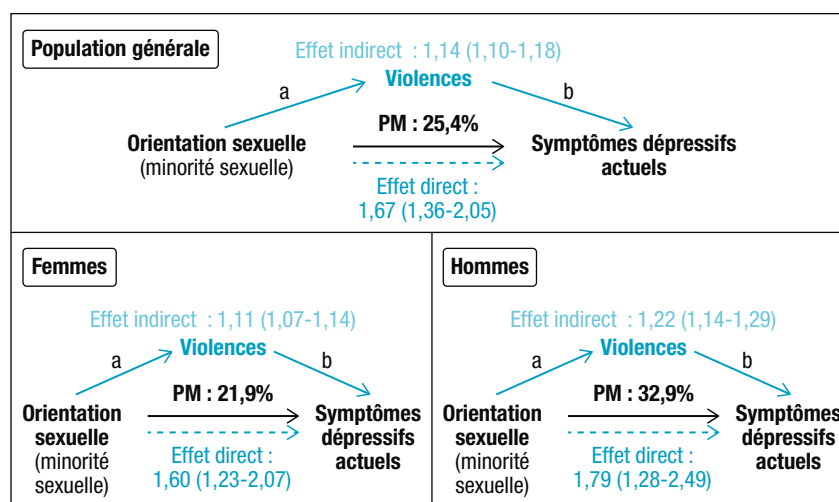 Population générale
Effet indirect : 1,14 (1,10-1,18)
Violences
a
b
PM : 25,4%
Orientation sexuelle
(minorité sexuelle)
Symptômes dépressifs
actuels
Effet direct :
1,67 (1,36-2,05)
Femmes
Effet indirect : 1,11 (1,07-1,14)
Violences
a
b
PM : 21,9%
Orientation
sexuelle
(minorité
sexuelle)
Symptômes
dépressifs
actuels
Effet direct :
1,60 (1,23-2,07)
Hommes
Effet indirect : 1,22 (1,14-1,29)
Violences
a
b
PM : 32,9%
Orientation
sexuelle
(minorité
sexuelle)
Symptômes
dépressifs
actuels
Effet direct :
1,79 (1,28-2,49)